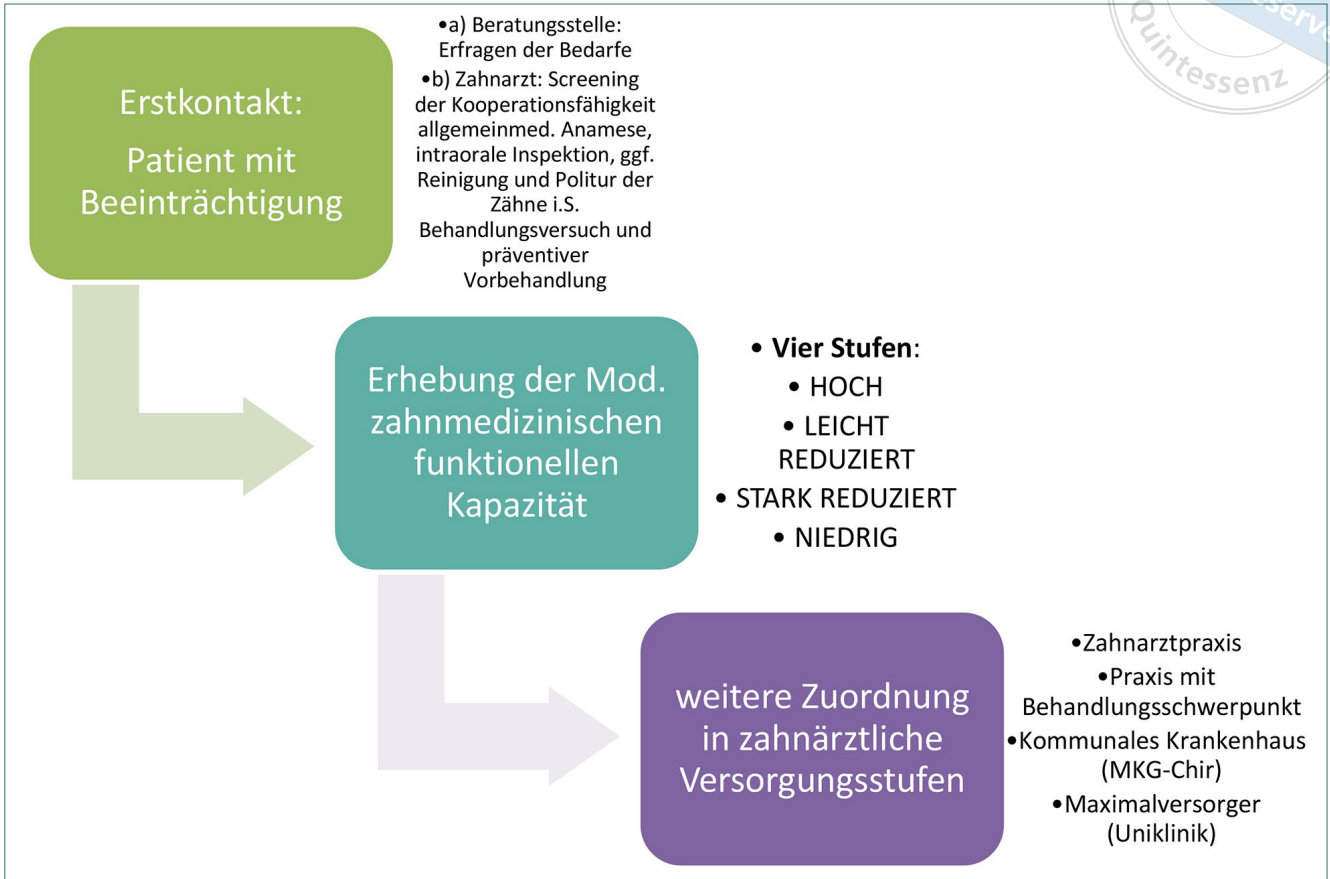 Erstkontakt:
Patient mit
Beeinträchtigung
•a) Beratungsstelle:
Erfragen der Bedarfe
•b) Zahnarzt: Screening
der Kooperationsfähigkeit
allgemeinmed. Anamese,
intraorale Inspektion, ggf.
Reinigung und Politur der
Zähne i.S.
Behandlungsversuch und
präventiver
Vorbehandlung
Quintessenz
Erhebung der Mod.
zahnmedizinischen
funktionellen
Kapazität
• Vier Stufen:
• HOCH
• LEICHT
REDUZIERT
• STARK REDUZIERT
• NIEDRIG
weitere Zuordnung
in zahnärztliche
Versorgungsstufen
•Zahnarztpraxis
•Praxis mit
Behandlungsschwerpunkt
•Kommunales Krankenhaus
(MKG-Chir)
•Maximalversorger
(Uniklinik)